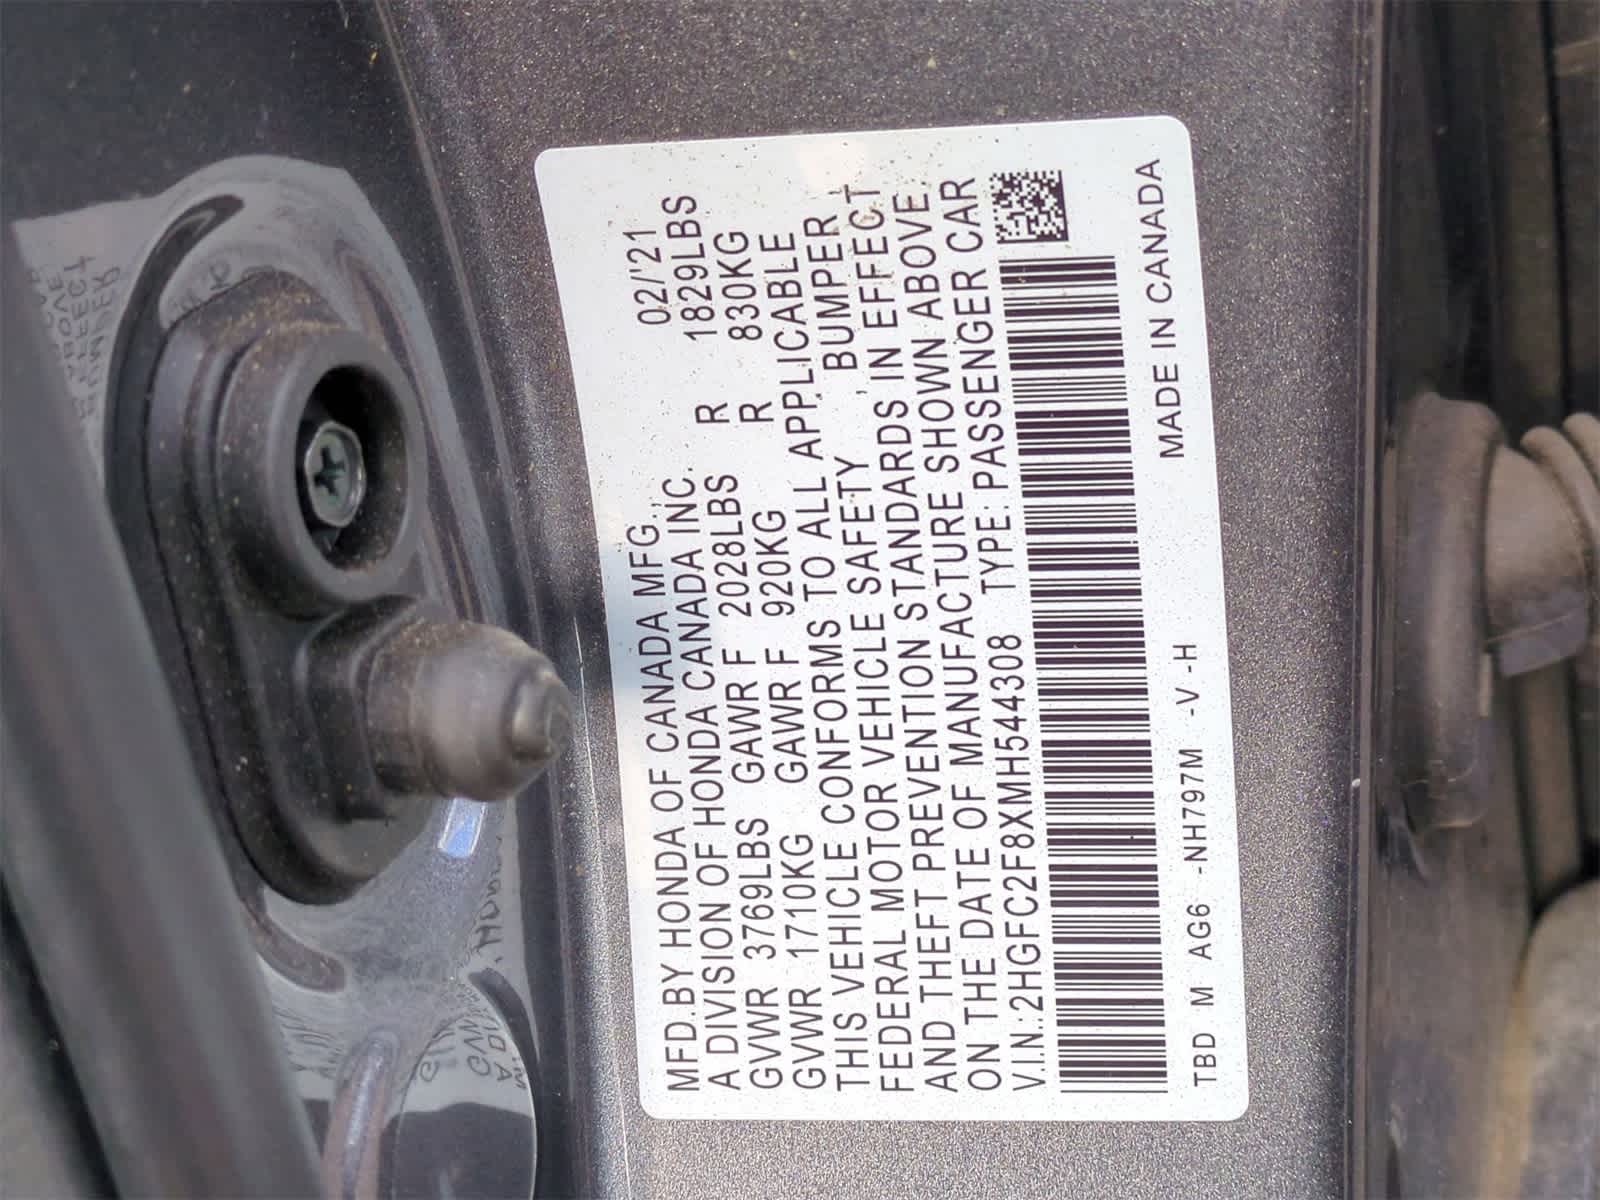 MFD.BY HONDA OF CANADA MFG., 02/'21
A DIVISION OF HONDA CANADA INC.
GVWR 3769LBS GAWR F 2028LBS R 1829LBS
GVWR 1710KG GAWR F 920KG R 830KG
THIS VEHICLE CONFORMS TO ALL APPLICABLE
FEDERAL MOTOR VEHICLE SAFETY , BUMPER ,
AND THEFT PREVENTION STANDARDS IN EFFECT
ON THE DATE OF MANUFACTURE SHOWN ABOVE.
V.I.N.:2HGFC2F8XMH544308 TYPE: PASSENGER CAR
TBD M AG6 -NH797M -V -H MADE IN CANADA